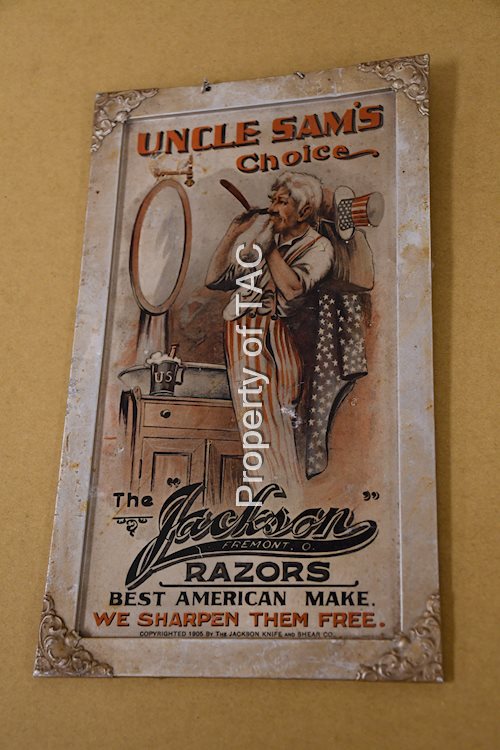 UNCLE SAM'S
Choice
U.S
The "Jackson"
FREMONT. O.
RAZORS
BEST AMERICAN MAKE.
WE SHARPEN THEM FREE.
COPYRIGHTED 1905 BY THE JACKSON KNIFE AND SHEAR CO.
Property of TAC